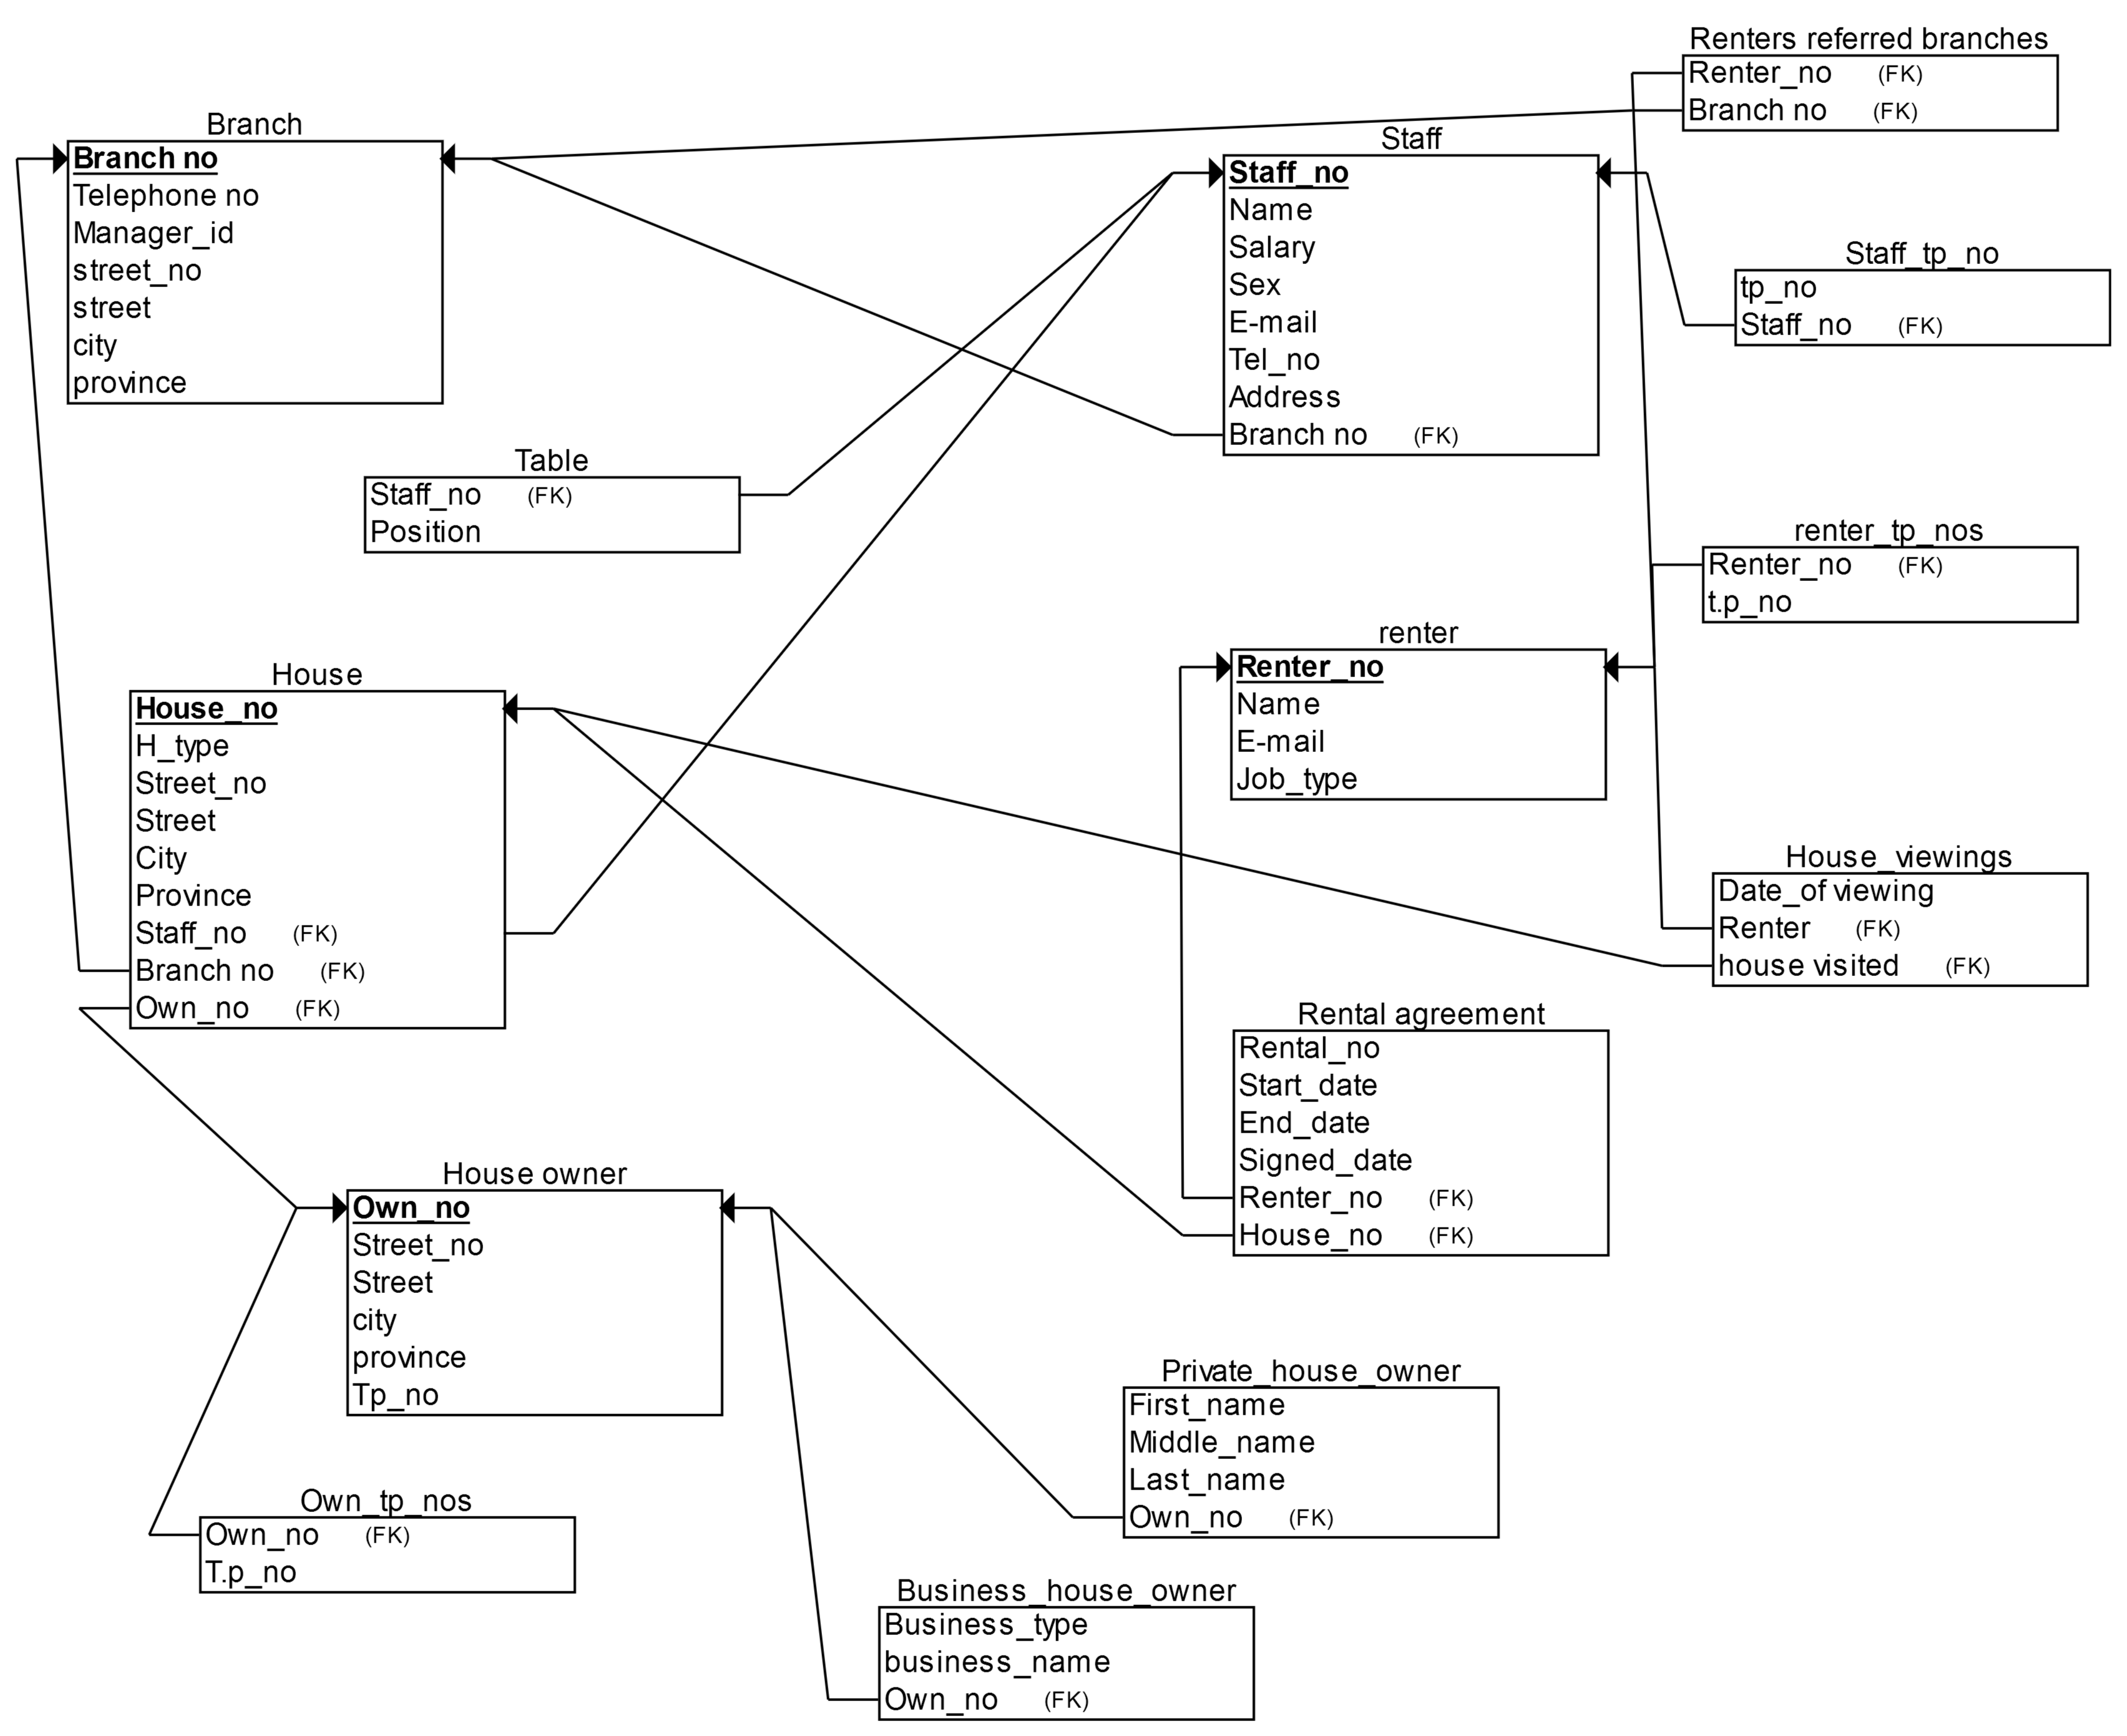 Renters referred branches
Renter_no (FK)
Branch no (FK)
Branch
Branch no
Telephone no
Manager_id
street_no
street
city
province
Staff
Staff_no
Name
Salary
Sex
E-mail
Tel_no
Address
Branch no (FK)
Staff_tp_no
tp_no
Staff_no (FK)
Table
Staff_no (FK)
Position
renter_tp_nos
Renter_no (FK)
t.p_no
renter
Renter_no
Name
E-mail
Job_type
House
House_no
H_type
Street_no
Street
City
Province
Staff_no (FK)
Branch no (FK)
Own_no (FK)
House_viewings
Date_of viewing
Renter (FK)
house visited (FK)
Rental agreement
Rental_no
Start_date
End_date
Signed_date
Renter_no (FK)
House_no (FK)
House owner
Own_no
Street_no
Street
city
province
Tp_no
Private_house_owner
First_name
Middle_name
Last_name
Own_no (FK)
Own_tp_nos
Own_no (FK)
T.p_no
Business_house_owner
Business_type
business_name
Own_no (FK)